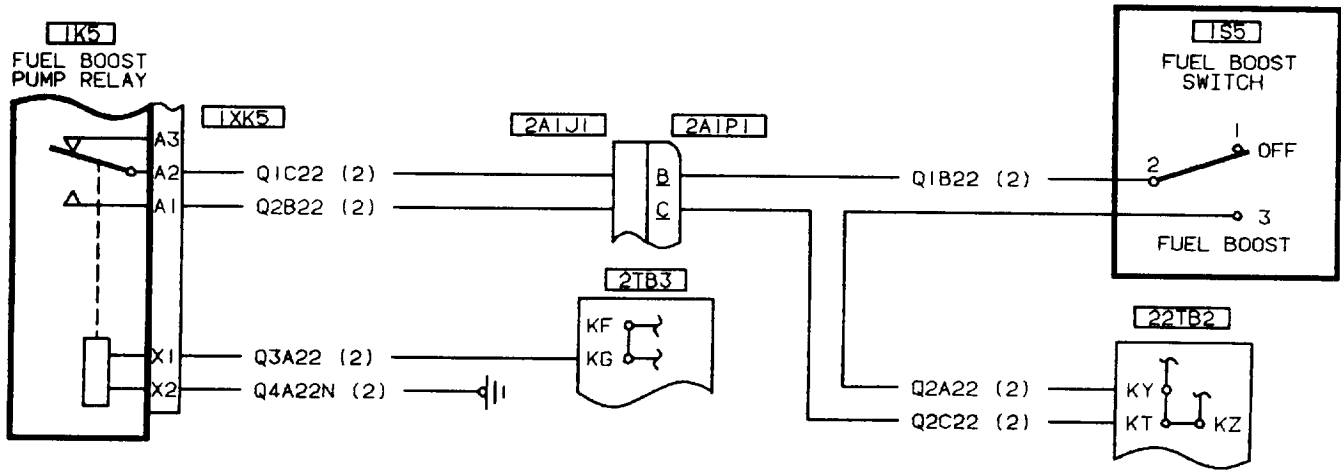 1K5
FUEL BOOST
PUMP RELAY
1XK5
A3
A2
A1
X1
X2
Q1C22 (2)
Q2B22 (2)
Q3A22 (2)
Q4A22N (2)
2A1J1
2A1P1
B
C
2TB3
KF
KG
Q1B22 (2)
1S5
FUEL BOOST
SWITCH
1
OFF
2
3
FUEL BOOST
22TB2
Q2A22 (2)
Q2C22 (2)
KY
KT
KZ